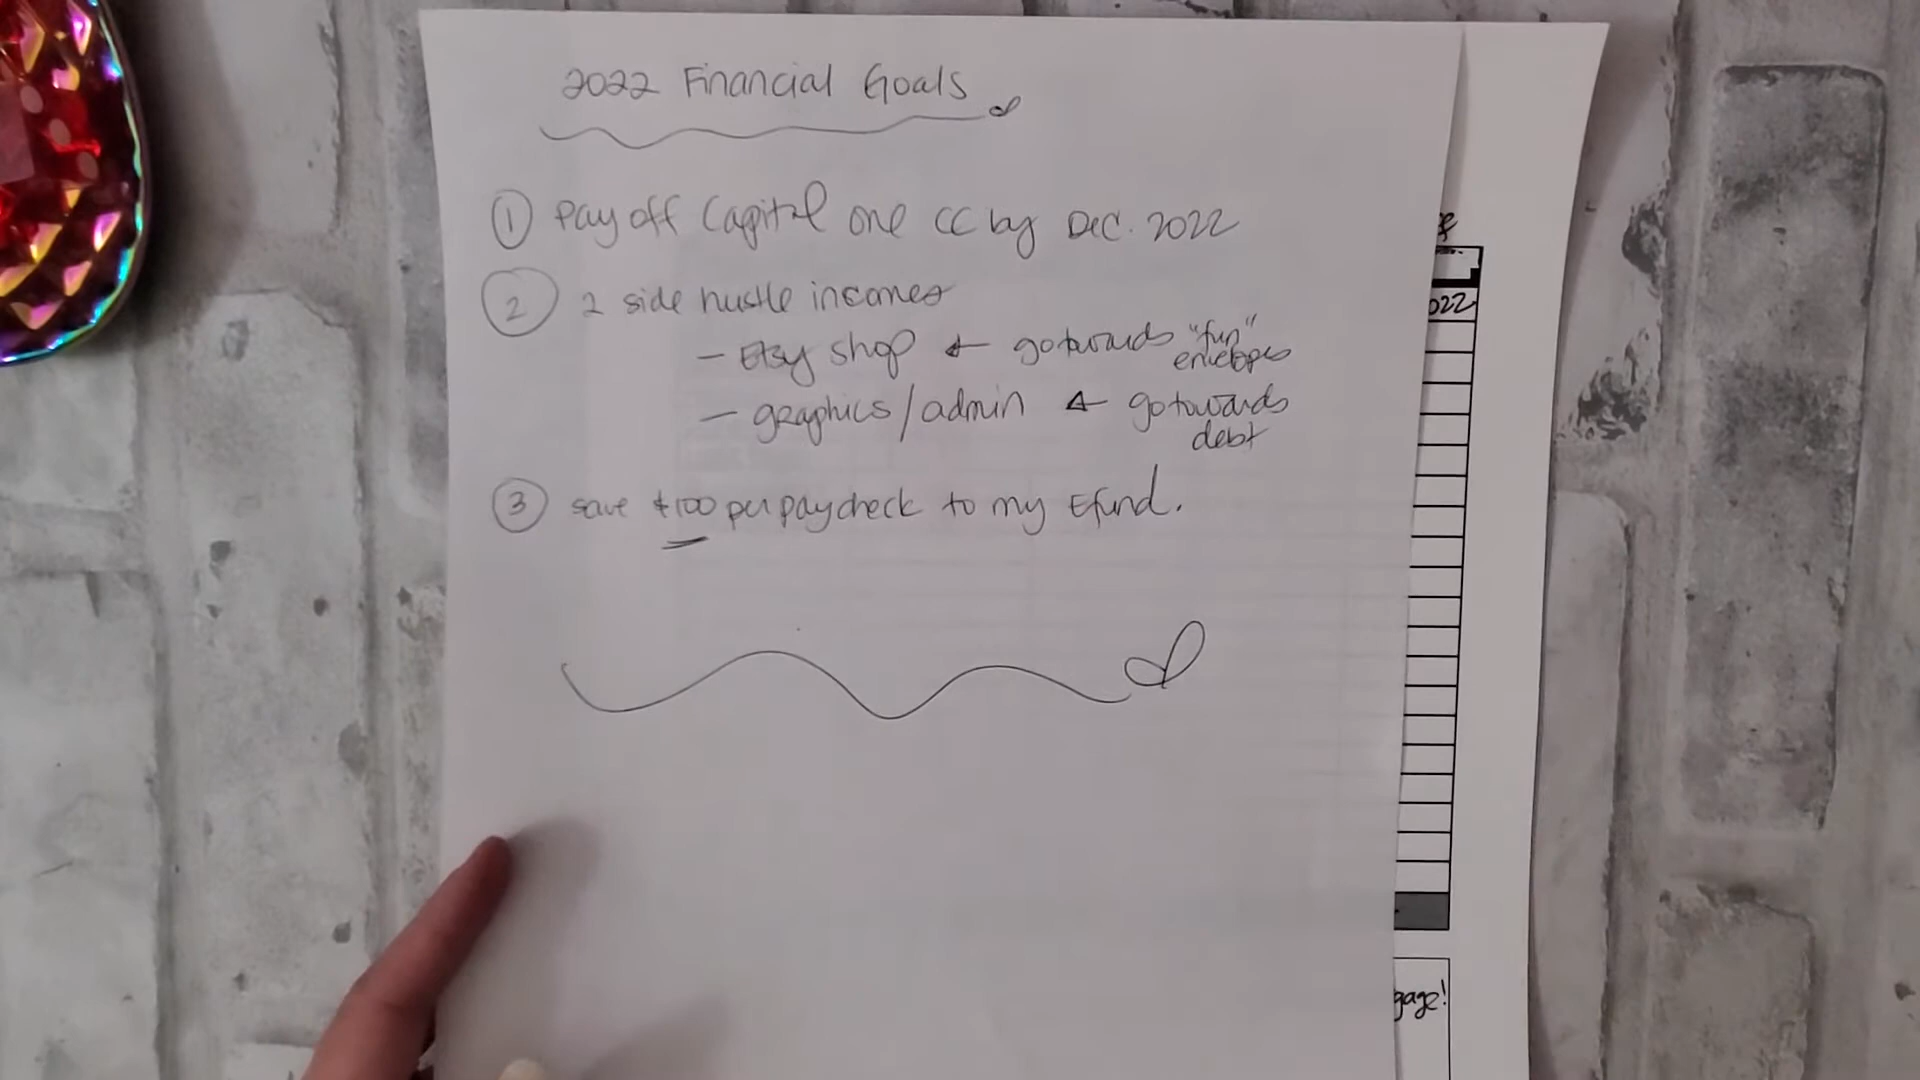 2022 Financial Goals
① Pay off Capital one CC by Dec. 2022
② 2 side hustle incomes
- Etsy shop ← go towards "fun"
envelopes
- graphics/admin ← go towards
debt
③ save $100 per paycheck to my Efund.
022
gage!